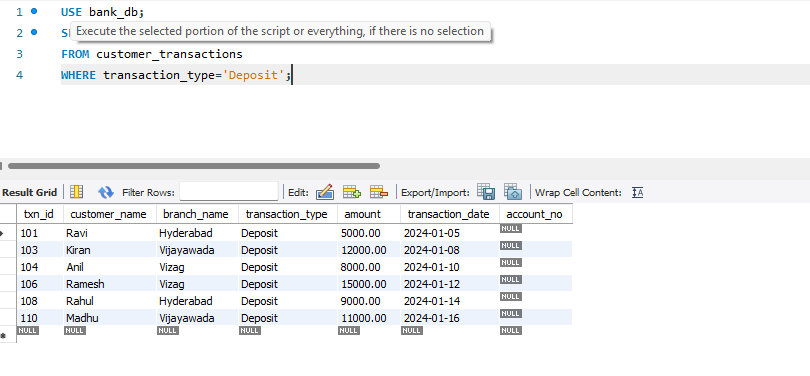 1 USE bank_db;
2 SE
Execute the selected portion of the script or everything, if there is no selection
3 FROM customer_transactions
4 WHERE transaction_type='Deposit';
Result Grid Filter Rows: Edit: Export/Import: Wrap Cell Content:
txn_id customer_name branch_name transaction_type amount transaction_date account_no
101 Ravi Hyderabad Deposit 5000.00 2024-01-05 NULL
103 Kiran Vijayawada Deposit 12000.00 2024-01-08 NULL
104 Anil Vizag Deposit 8000.00 2024-01-10 NULL
106 Ramesh Vizag Deposit 15000.00 2024-01-12 NULL
108 Rahul Hyderabad Deposit 9000.00 2024-01-14 NULL
110 Madhu Vijayawada Deposit 11000.00 2024-01-16 NULL
NULL NULL NULL NULL NULL NULL NULL